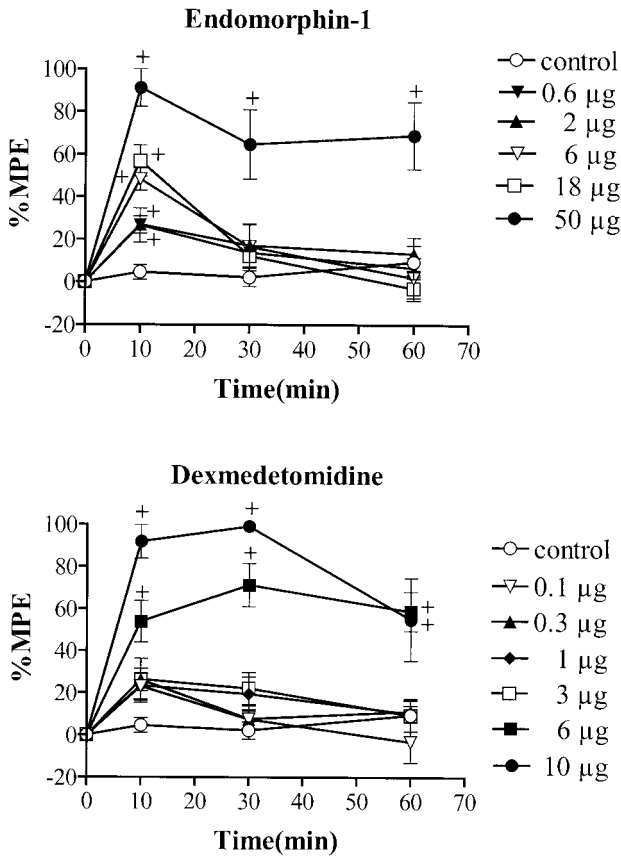 Endomorphin-1
100
80
60
40
20
0
-20
%MPE
0 10 20 30 40 50 60 70
Time(min)
+ + +
+ +
+
+
control
0.6 µg
2 µg
6 µg
18 µg
50 µg
Dexmedetomidine
100
80
60
40
20
0
-20
%MPE
0 10 20 30 40 50 60 70
Time(min)
+ +
+
+ +
+
control
0.1 µg
0.3 µg
1 µg
3 µg
6 µg
10 µg